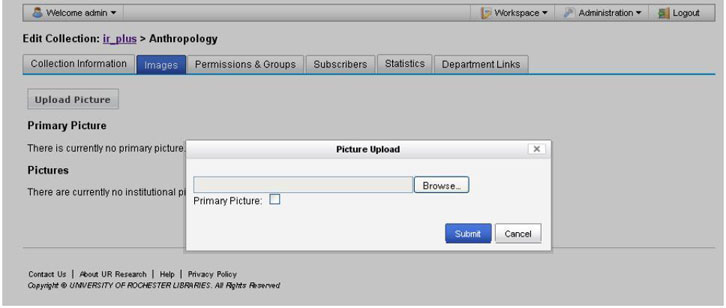 Welcome admin Workspace Administration Logout
Edit Collection: ir_plus > Anthropology
Collection Information Images Permissions & Groups Subscribers Statistics Department Links
Upload Picture
Primary Picture
There is currently no primary picture.
Pictures
There are currently no institutional pi
Picture Upload
Browse...
Primary Picture:
Submit Cancel
Contact Us | About UR Research | Help | Privacy Policy
Copyright © UNIVERSITY OF ROCHESTER LIBRARIES. All Rights Reserved